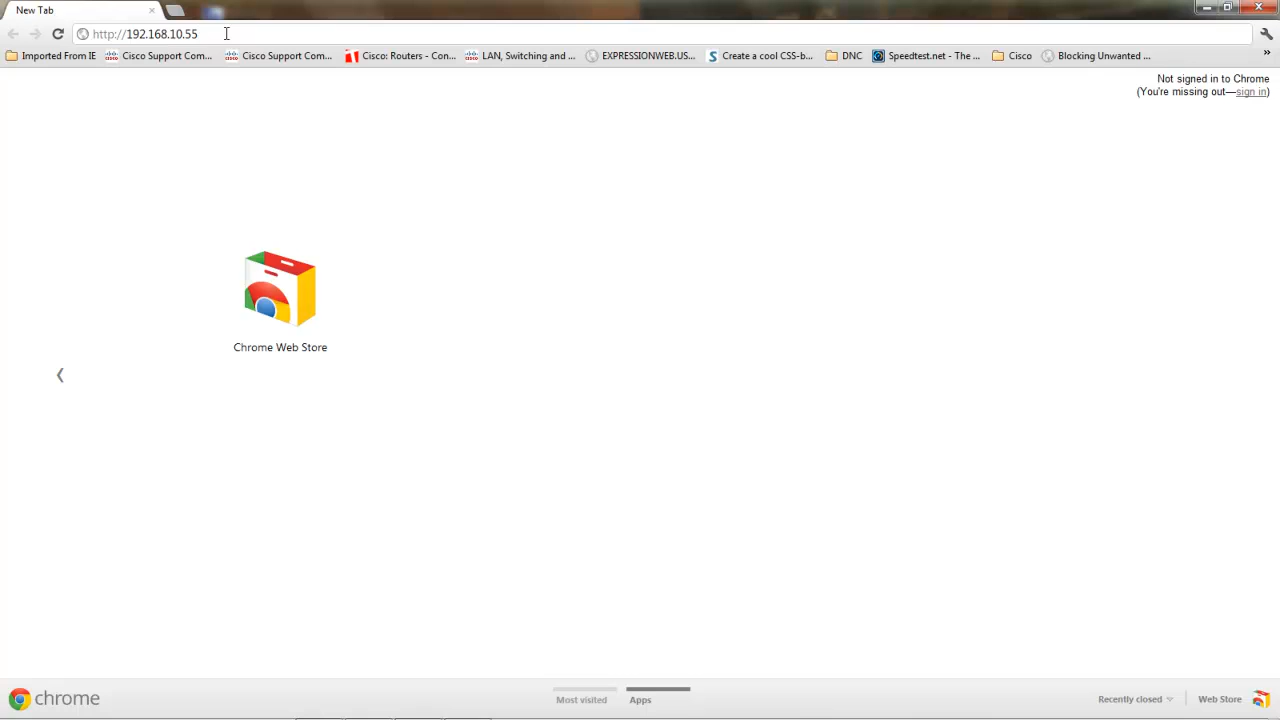 New Tab
http://192.168.10.55
Imported From IE Cisco Support Com... Cisco Support Com... Cisco: Routers - Con... LAN, Switching and ... EXPRESSIONWEB.US... Create a cool CSS-b... DNC Speedtest.net - The ... Cisco Blocking Unwanted ... »
Not signed in to Chrome
(You're missing out—sign in)
Chrome Web Store
chrome Most visited Apps Recently closed Web Store